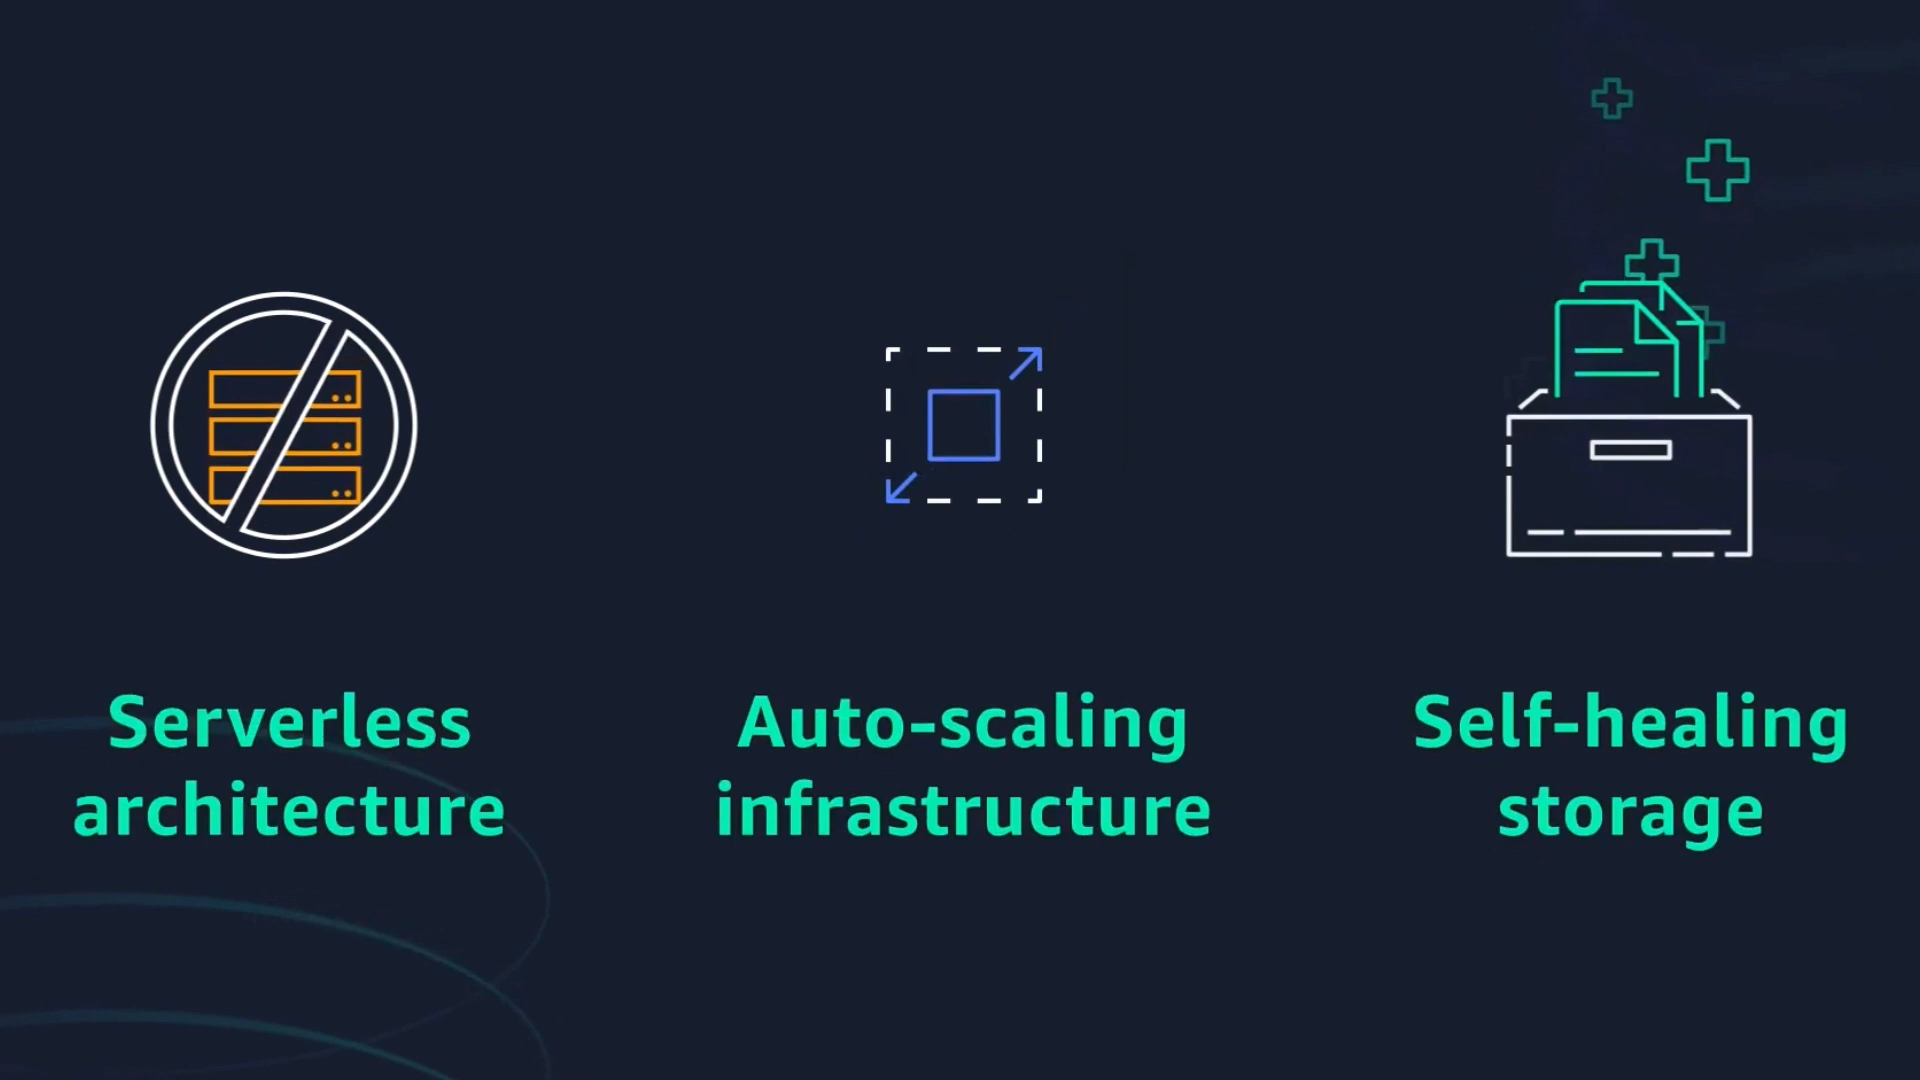 Serverless
architecture
Auto-scaling
infrastructure
Self-healing
storage